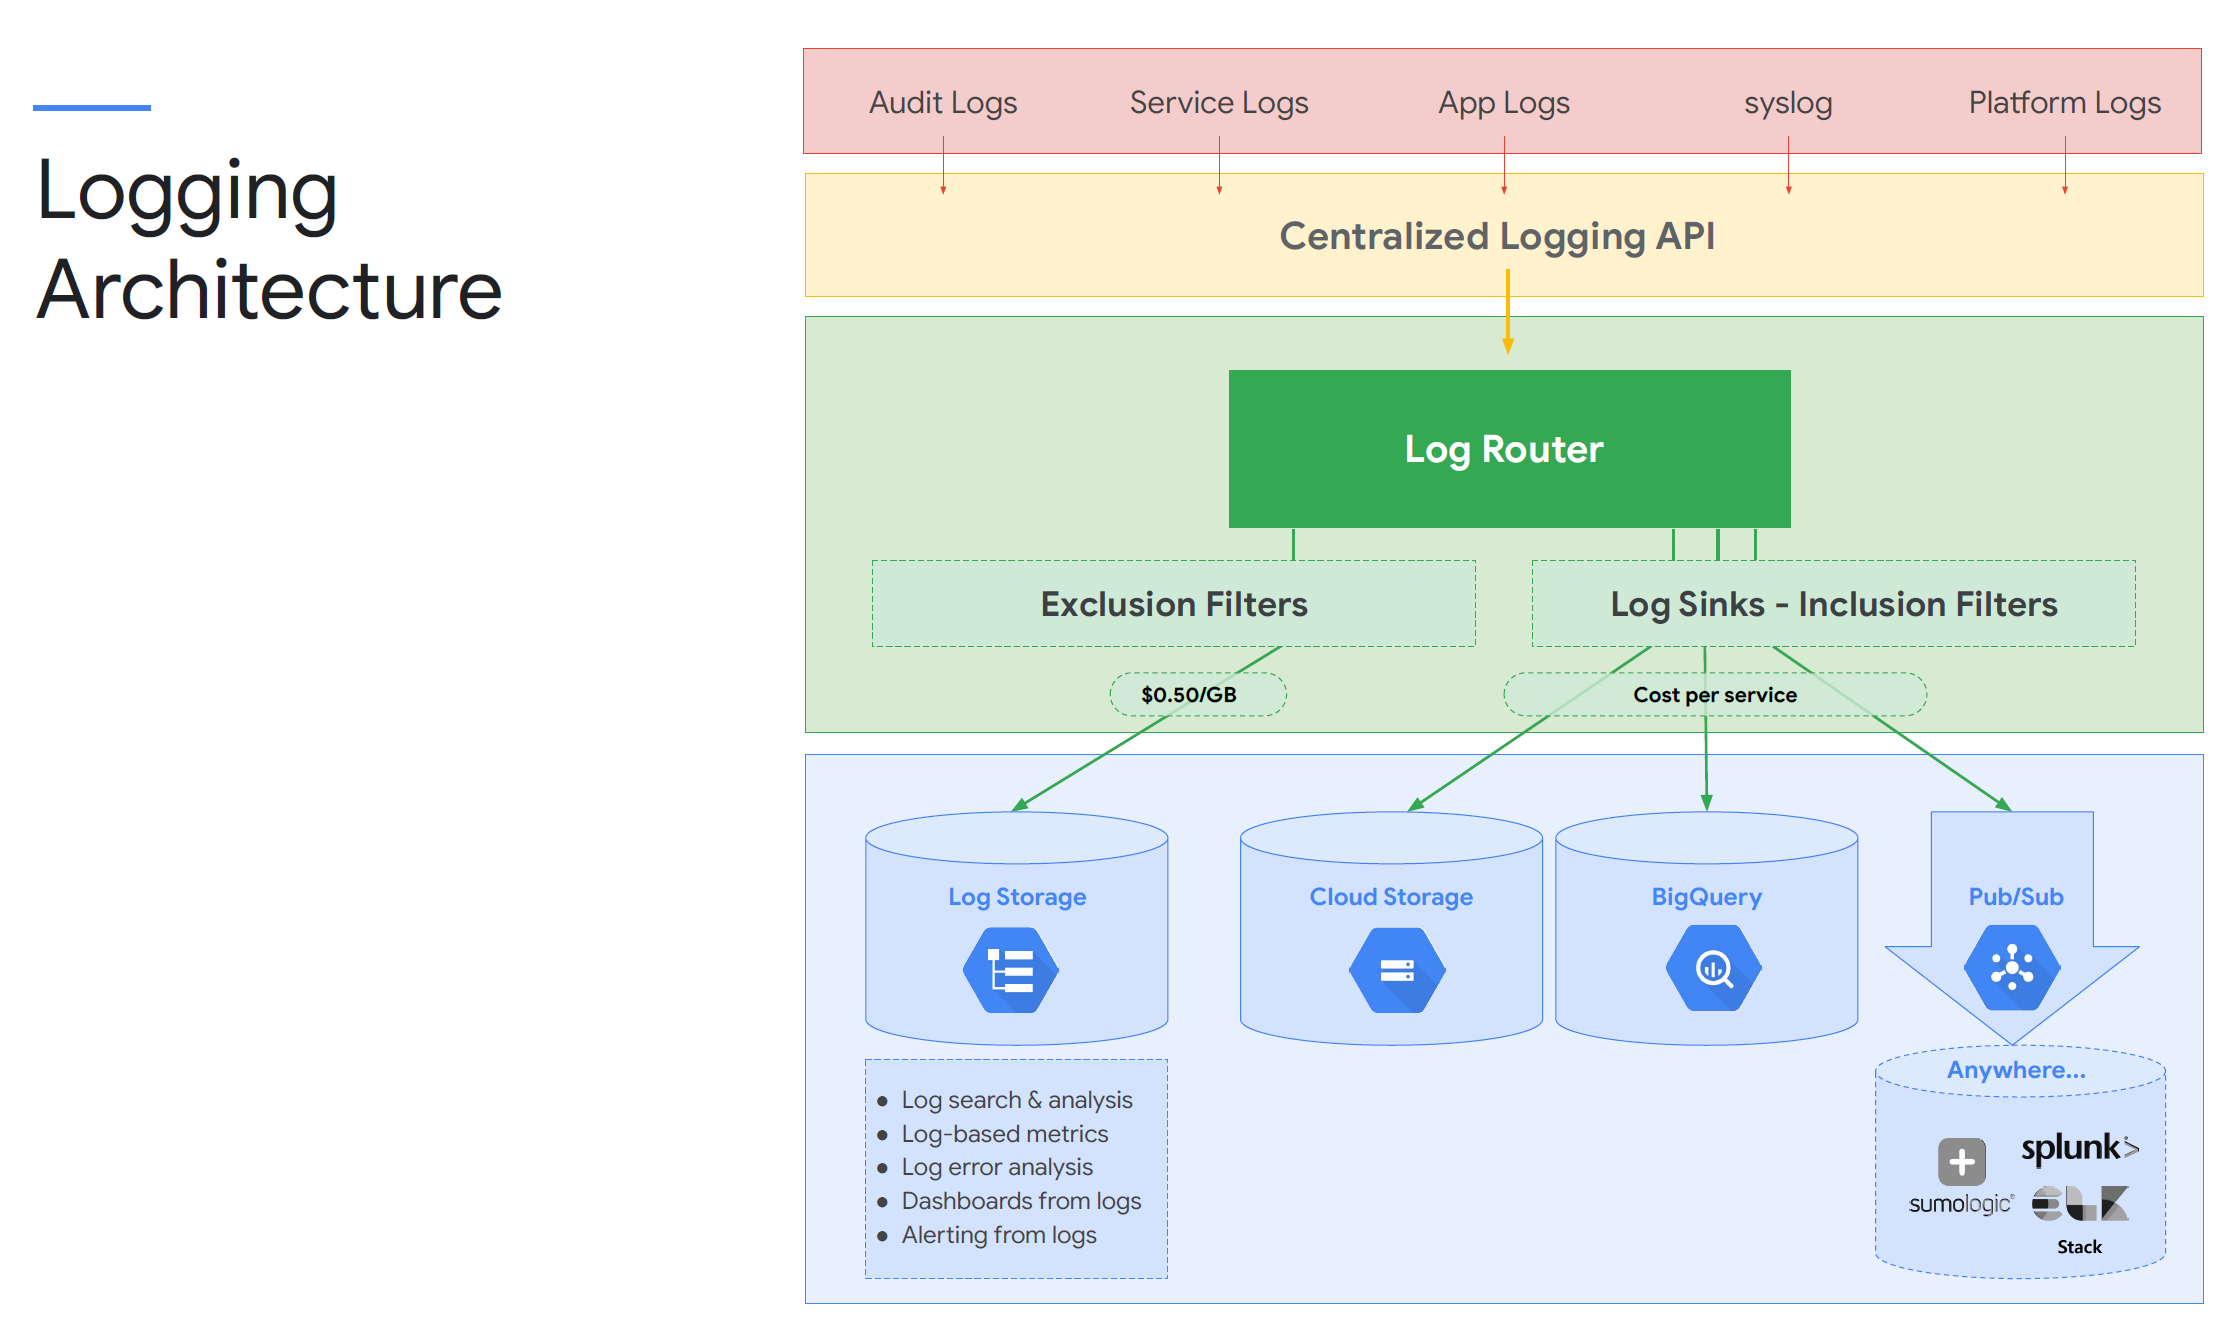 Logging
Architecture
Audit Logs
Service Logs
App Logs
syslog
Platform Logs
Centralized Logging API
Log Router
Exclusion Filters
Log Sinks - Inclusion Filters
$0.50/GB
Cost per service
Log Storage
Cloud Storage
BigQuery
Pub/Sub
● Log search & analysis
● Log-based metrics
● Log error analysis
● Dashboards from logs
● Alerting from logs
Anywhere...
splunk>
sumologic®
ELK
Stack